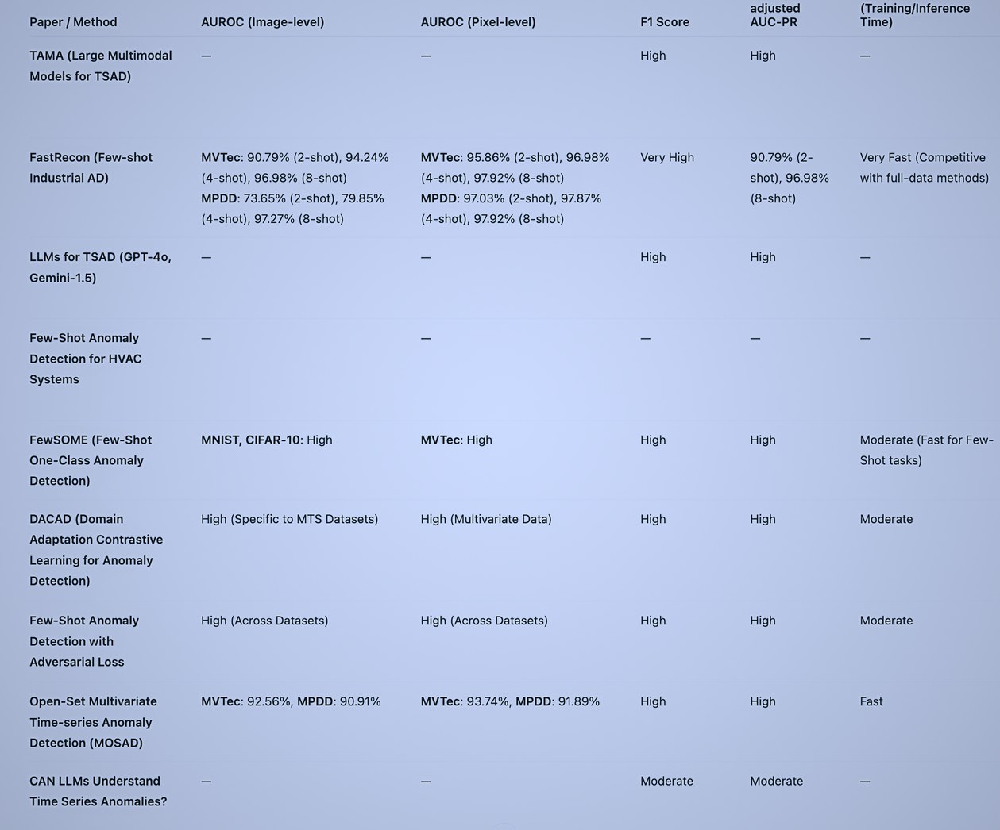 Paper / Method AUROC (Image-level) AUROC (Pixel-level) F1 Score adjusted AUC-PR (Training/Inference Time)
TAMA (Large Multimodal — — High High —
Models for TSAD)
FastRecon (Few-shot MVTec: 90.79% (2-shot), 94.24% MVTec: 95.86% (2-shot), 96.98% Very High 90.79% (2- Very Fast (Competitive
Industrial AD) (4-shot), 96.98% (8-shot) (4-shot), 97.92% (8-shot) shot), 96.98% with full-data methods)
MPDD: 73.65% (2-shot), 79.85% MPDD: 97.03% (2-shot), 97.87% (8-shot)
(4-shot), 97.27% (8-shot) (4-shot), 97.92% (8-shot)
LLMs for TSAD (GPT-4o, — — High High —
Gemini-1.5)
Few-Shot Anomaly — — — — —
Detection for HVAC
Systems
FewSOME (Few-Shot MNIST, CIFAR-10: High MVTec: High High High Moderate (Fast for Few-
One-Class Anomaly Shot tasks)
Detection)
DACAD (Domain High (Specific to MTS Datasets) High (Multivariate Data) High High Moderate
Adaptation Contrastive
Learning for Anomaly
Detection)
Few-Shot Anomaly High (Across Datasets) High (Across Datasets) High High Moderate
Detection with
Adversarial Loss
Open-Set Multivariate MVTec: 92.56%, MPDD: 90.91% MVTec: 93.74%, MPDD: 91.89% High High Fast
Time-series Anomaly
Detection (MOSAD)
CAN LLMs Understand — — Moderate Moderate —
Time Series Anomalies?